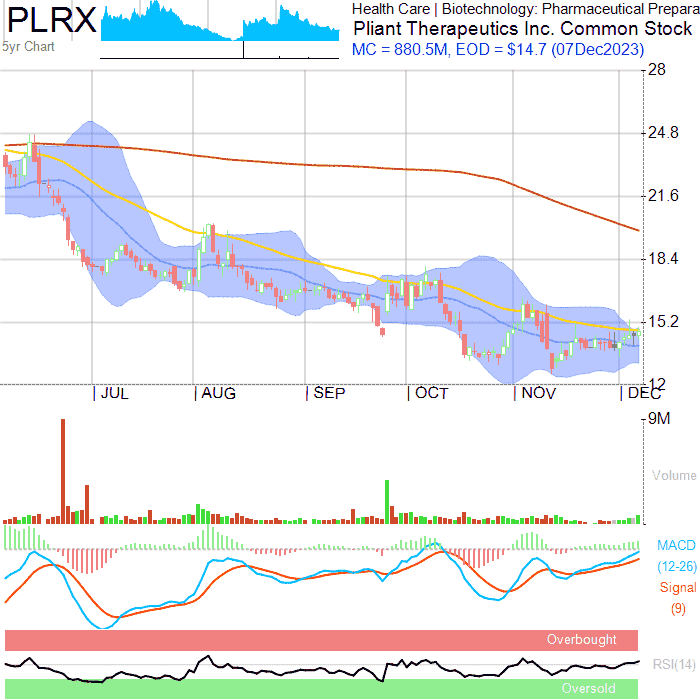 PLRX
5yr Chart
Health Care | Biotechnology: Pharmaceutical Prepara
Pliant Therapeutics Inc. Common Stock
MC = 880.5M, EOD = $14.7 (07Dec2023)
28
24.8
21.6
18.4
15.2
12
JUL AUG SEP OCT NOV DEC
9M
Volume
MACD
(12-26)
Signal
(9)
Overbought
RSI(14)
Oversold